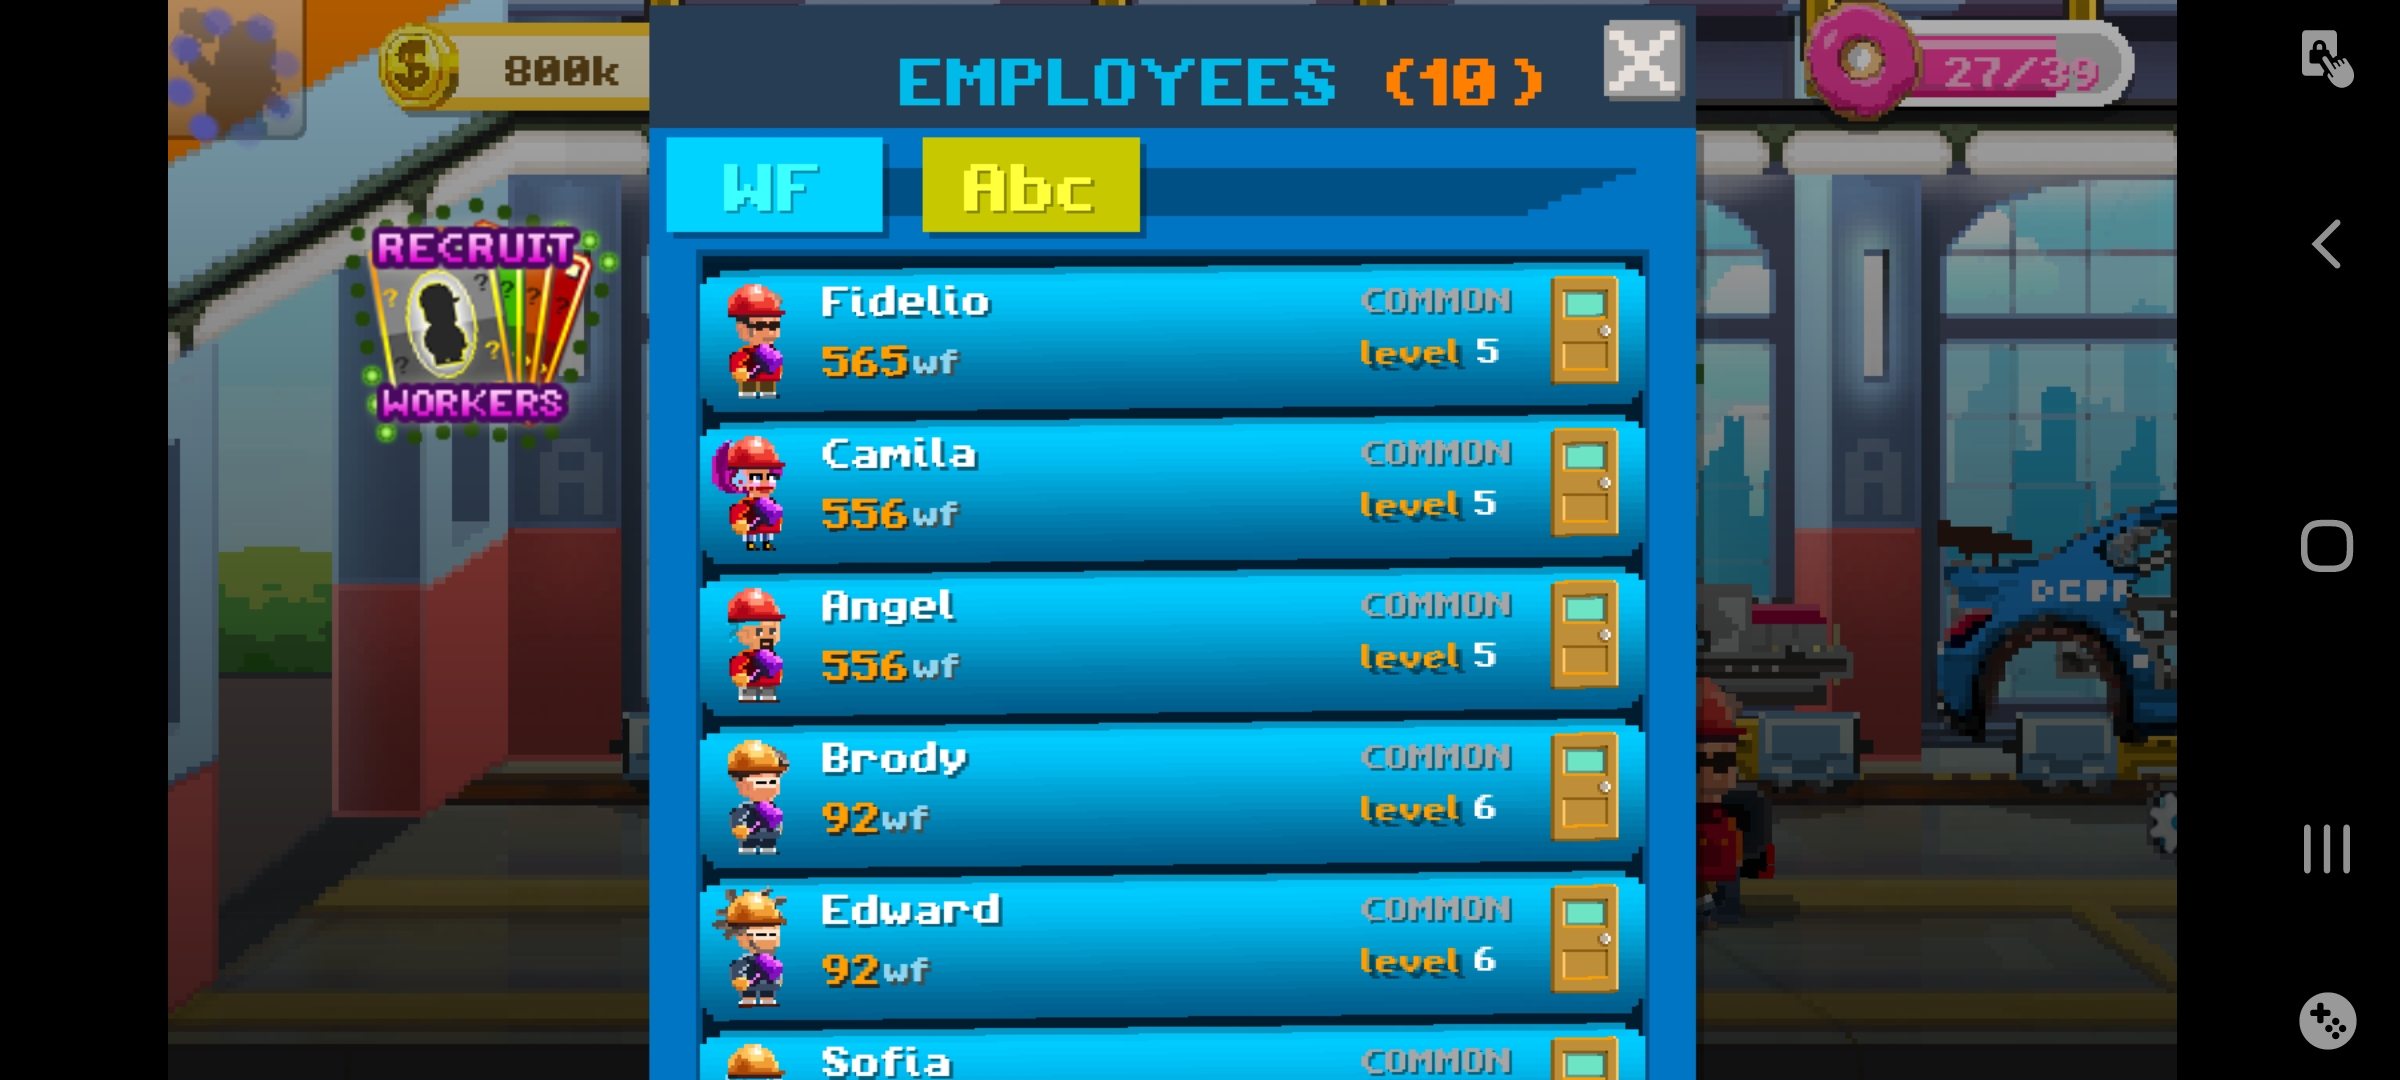 800k
EMPLOYEES (10)
27/39
WF
Abc
RECRUIT
WORKERS
Fidelio
COMMON
565wf
level 5
Camila
COMMON
556wf
level 5
Angel
COMMON
556wf
level 5
Brody
COMMON
92wf
level 6
Edward
COMMON
92wf
level 6
Sofia
COMMON
A
A